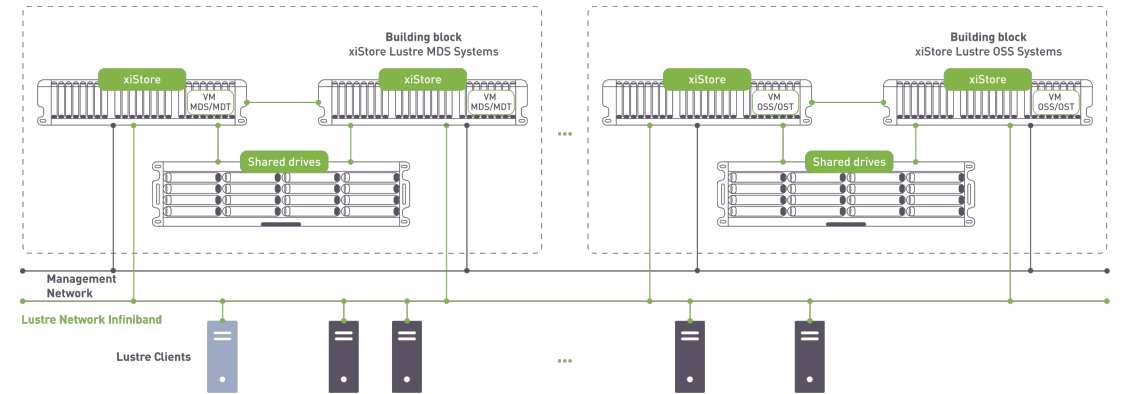 Building block
xiStore Lustre MDS Systems
Building block
xiStore Lustre OSS Systems
xiStore
VM
MDS/MDT
xiStore
VM
MDS/MDT
xiStore
VM
OSS/OST
xiStore
VM
OSS/OST
...
Shared drives
Shared drives
Management
Network
Lustre Network Infiniband
Lustre Clients
...